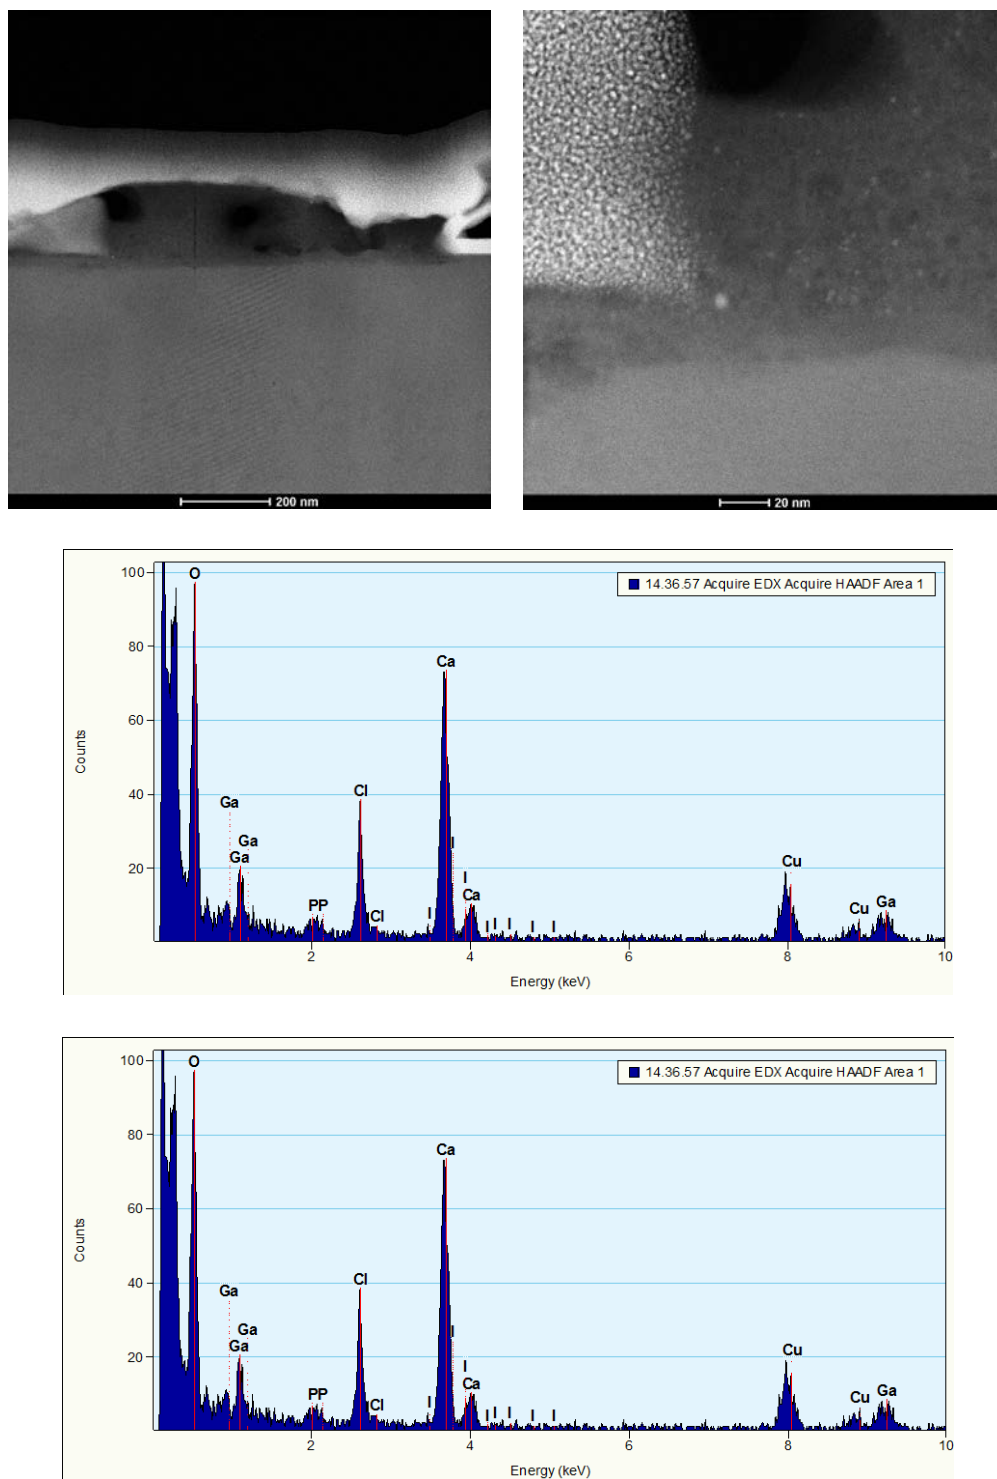 200 nm
20 nm
14.36.57 Acquire EDX Acquire HAADF Area 1
100
80
60
40
20
Counts
O
Ga
Ga
Ga
PP
Cl
Cl
I
Ca
I
I
Ca
I
I
I
I
I
Cu
Cu
Ga
2
4
6
8
10
Energy (keV)
14.36.57 Acquire EDX Acquire HAADF Area 1
100
80
60
40
20
Counts
O
Ga
Ga
Ga
PP
Cl
Cl
I
Ca
I
I
Ca
I
I
I
I
I
Cu
Cu
Ga
2
4
6
8
10
Energy (keV)